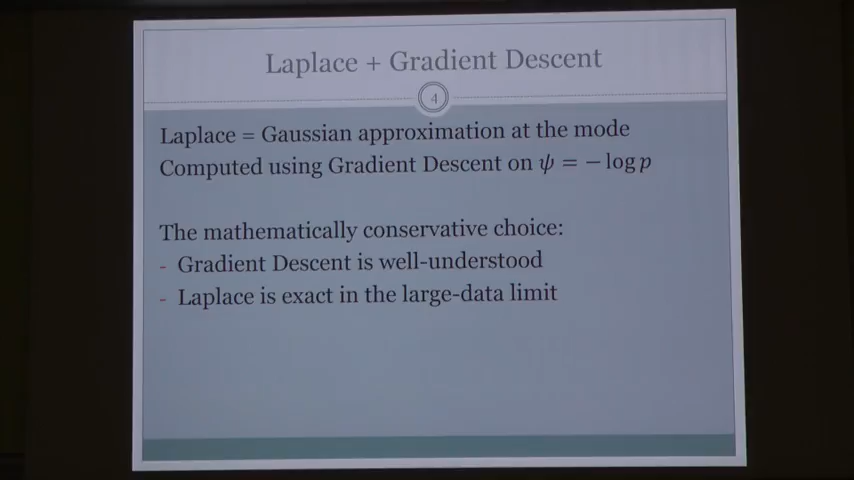 Laplace + Gradient Descent
4
Laplace = Gaussian approximation at the mode
Computed using Gradient Descent on ψ = − log p
The mathematically conservative choice:
- Gradient Descent is well-understood
- Laplace is exact in the large-data limit